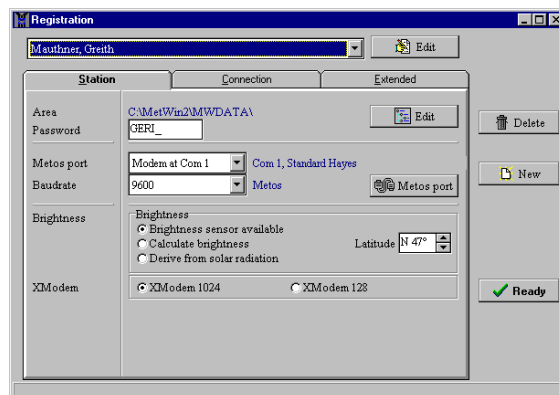 Registration
Mauthner, Greith
Edit
Station Connection Extended
Area C:\MetWin2\MWDATA\ Edit
Password GERI_
Delete
Metos port Modem at Com 1 Com 1, Standard Hayes
New
Baudrate 9600 Metos Metos port
Brightness Brightness
Brightness sensor available
Calculate brightness Latitude N 47°
Derive from solar radiation
XModem XModem 1024 XModem 128
Ready